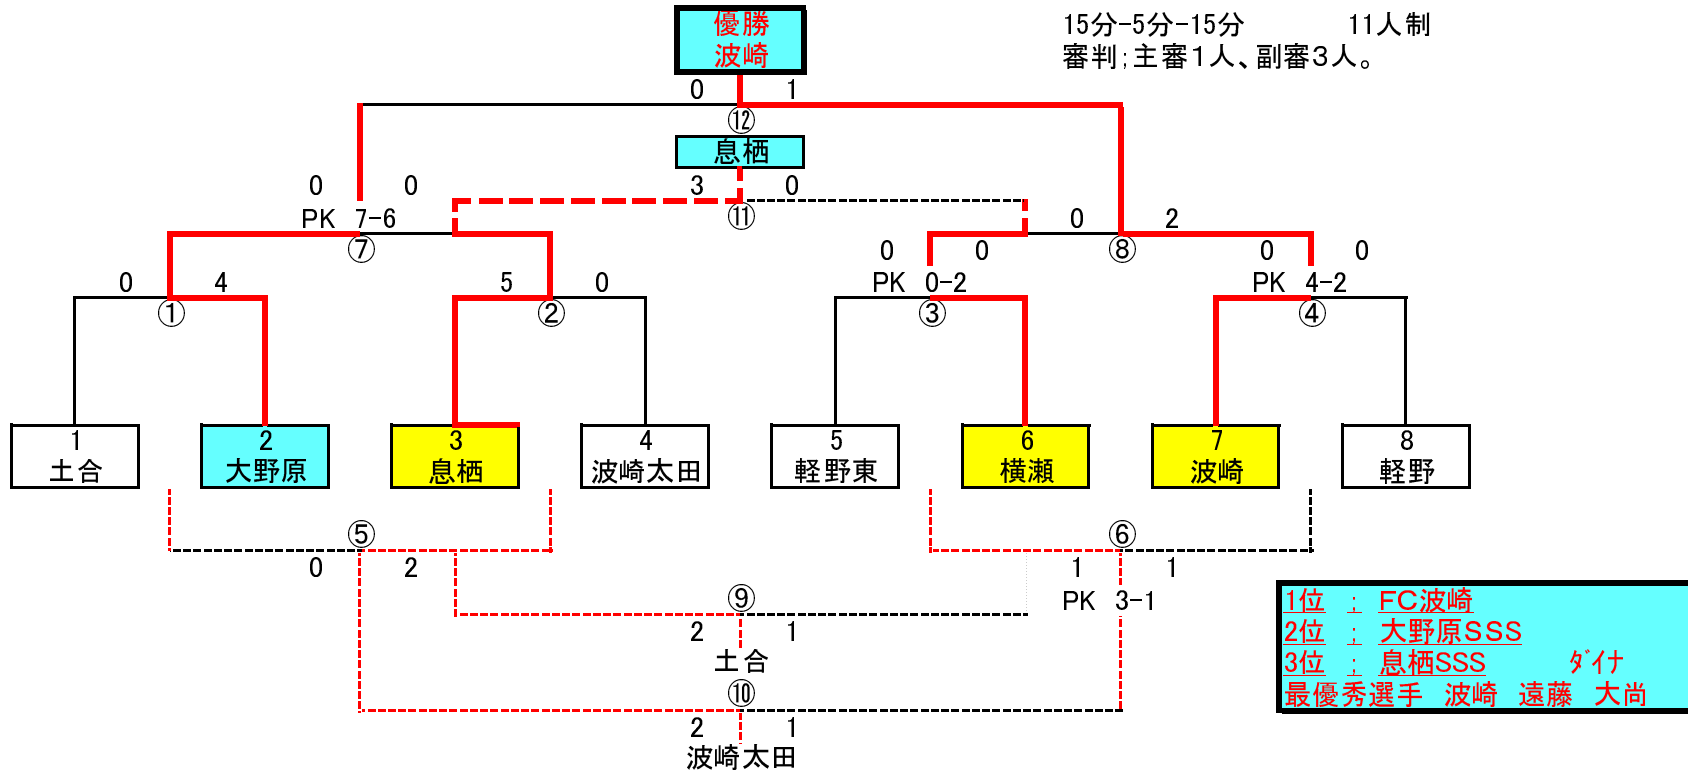 優勝
波崎
15分-5分-15分 11人制
審判;主審1人、副審3人。
0 1
⑫
息栖
3 0
⑪
0 0
PK 7-6
⑦
0 2
⑧
0 0
PK 0-2
③
0 0
PK 4-2
④
0 4
①
5 0
②
1
土合
2
大野原
3
息栖
4
波崎太田
5
軽野東
6
横瀬
7
波崎
8
軽野
⑤
0 2
⑥
1 1
PK 3-1
⑨
2 1
土合
⑩
2 1
波崎太田
1位 ; FC波崎
2位 ; 大野原SSS
3位 ; 息栖SSS ダイナ
最優秀選手 波崎 遠藤 大尚